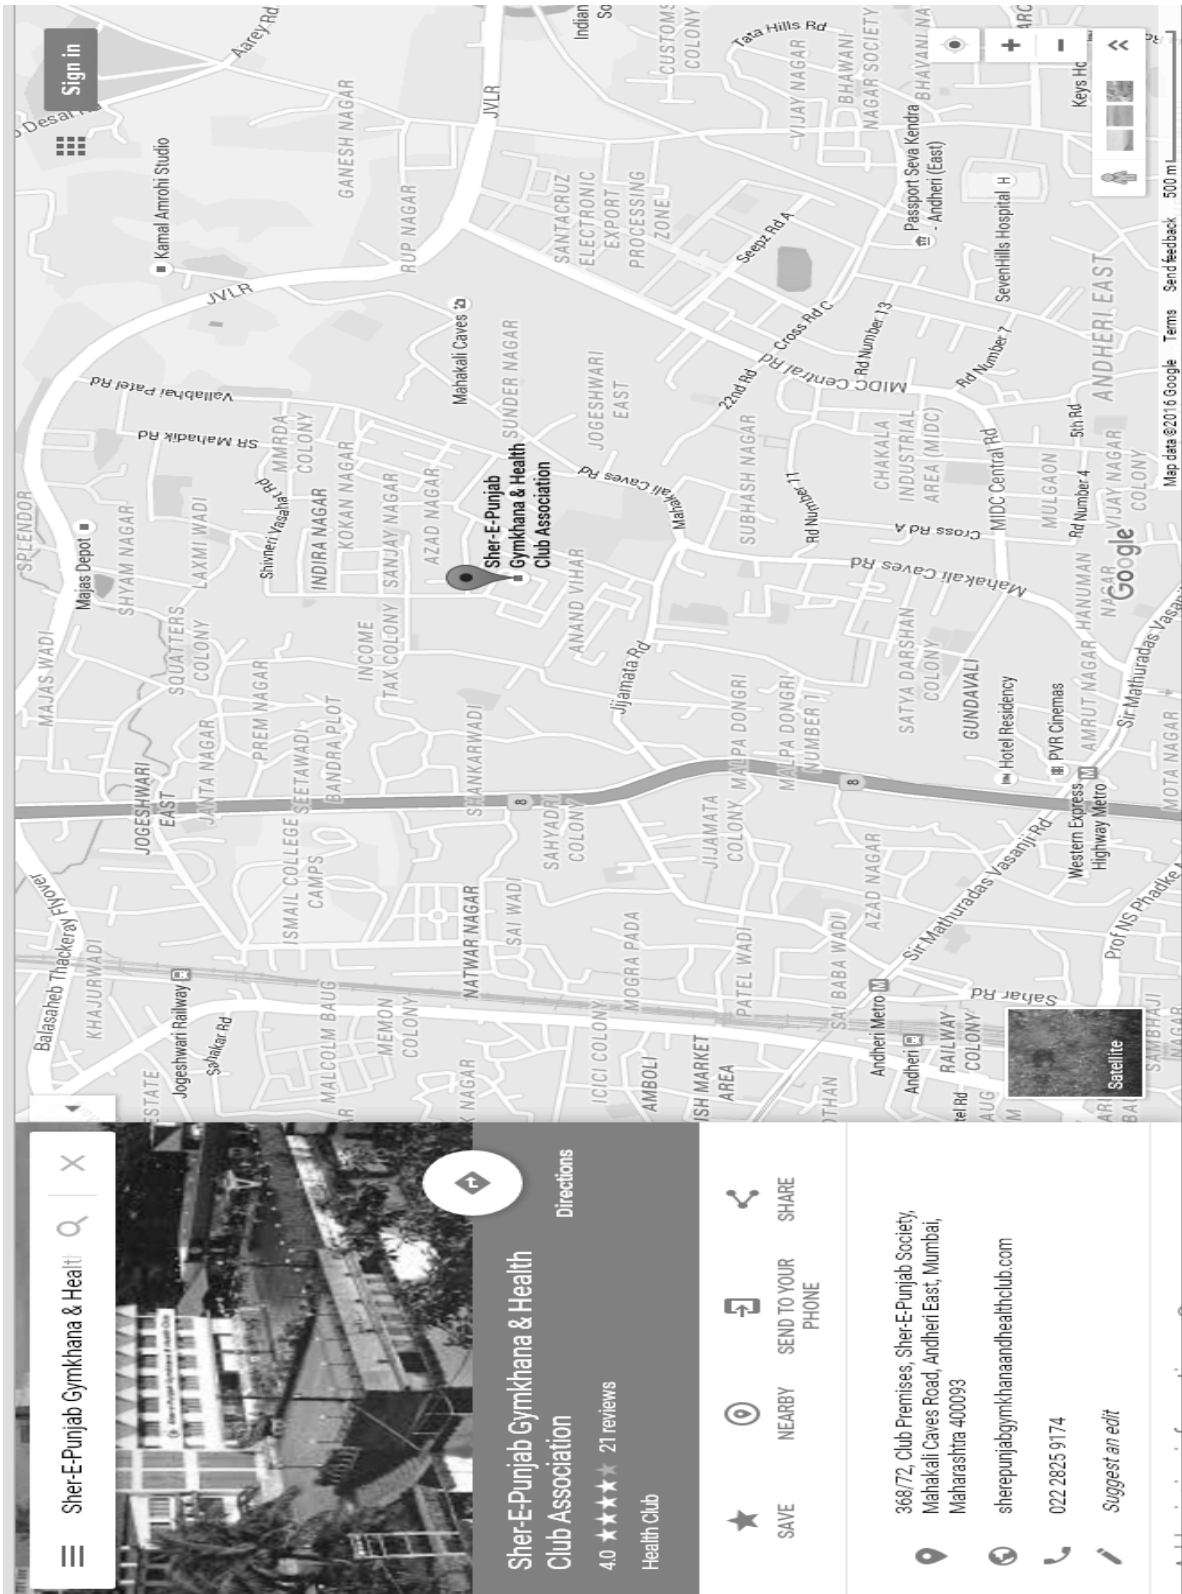 Sher-E-Punjab Gymkhana & Healt
Sher-E-Punjab Gymkhana & Health
Club Association
4.0 ★★★★★ 21 reviews
Health Club
Directions
SAVE
NEARBY
SEND TO YOUR
PHONE
SHARE
368/72, Club Premises, Sher-E-Punjab Society,
Mahakali Caves Road, Andheri East, Mumbai,
Maharashtra 400093
sherepunjabgymkhanaandhealthclub.com
022 2825 9174
Suggest an edit
Sign in
Balasaheb Thackeray Flyover
KHAJURWADI
Jogeshwari Railway
Sahakar Rd
ESTATE
MALCOLM BAUG
MEMON
COLONY
NATWAR NAGAR
SAI WADI
ICICI COLONY
MOGRA PADA
AMBOLI
ISH MARKET
AREA
PATEL WADI
SAI BABA WADI
AZAD NAGAR
Andheri Metro
Andheri
RAILWAY
COLONY
Sahar Rd
Satellite
SAMBHAJI
NAGAR
Prof NS Phadke
Sir Mathuradas Vasanji Rd
Western Express
Highway Metro
PVR Cinemas
Hotel Residency
MOTA NAGAR
Sir Mathuradas Vasanj
AMRUT NAGAR
HANUMAN
NAGAR
GUNDAVALI
SATYA DARSHAN
COLONY
MALPA DONGRI
MALPA DONGRI
NUMBER 1
JIJAMATA
COLONY
SAHYADRI
COLONY
8
8
SHANKARWADI
ISMAIL COLLEGE
CAMPS
SEETAWADI
BANDRA PLOT
PREM NAGAR
JANTA NAGAR
JOGESHWARI
EAST
MAJAS WADI
SQUATTERS
COLONY
INCOME
TAX COLONY
Majas Depot
SPLENDOR
SHYAM NAGAR
LAXMI WADI
Shivneri Vasahat Rd
INDIRA NAGAR
KOKAN NAGAR
SANJAY NAGAR
AZAD NAGAR
MMRDA
COLONY
SR Mahadik Rd
Vallabhai Patel Rd
Sher-E-Punjab
Gymkhana & Health
Club Association
ANAND VIHAR
Jijamata Rd
Mahakali Caves Rd
Mahakali Caves Rd
Mahak
SUNDER NAGAR
JOGESHWARI
EAST
Mahakali Caves
SUBHASH NAGAR
Rd Number 11
22nd Rd
Cross Rd A
CHAKALA
INDUSTRIAL
AREA (MIDC)
MIDC Central Rd
MIDC Central Rd
MULGAON
5th Rd
Rd Number 4
VIJAY NAGAR
COLONY
Google
ANDHERI EAST
Rd Number 7
Rd Number 13
Cross Rd C
Seepz Rd A
SevenHills Hospital
Passport Seva Kendra
- Andheri (East)
SANTACRUZ
ELECTRONIC
EXPORT
PROCESSING
ZONE
RUP NAGAR
GANESH NAGAR
JVLR
JVLR
Kamal Amrohi Studio
Aarey Rd
CUSTOMS
COLONY
Tata Hills Rd
VIJAY NAGAR
BHAWANI
NAGAR SOCIETY
BHAVANI NA
Indian
So
Keys Ho
Map data ©2016 Google
Terms
Send feedback
500 m